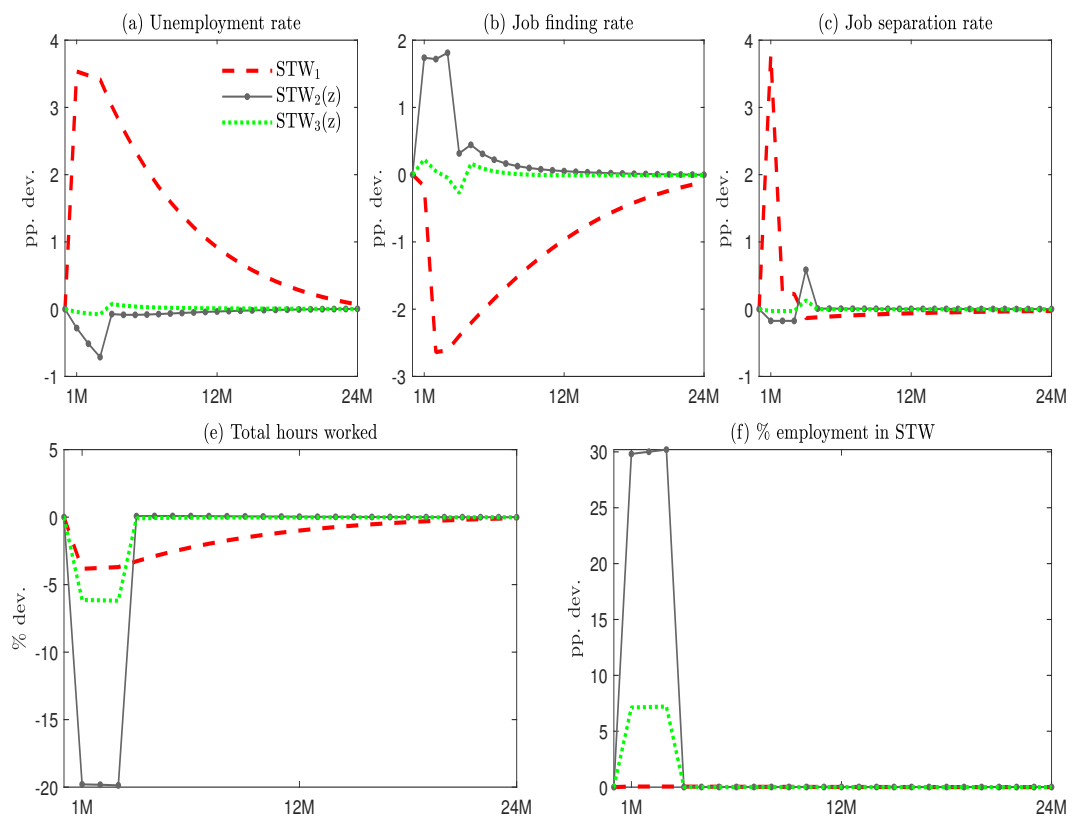 (a) Unemployment rate
(b) Job finding rate
(c) Job separation rate
4
3
2
1
0
-1
pp. dev.
1M
12M
24M
STW1
STW2(z)
STW3(z)
2
1
0
-1
-2
-3
pp. dev.
1M
12M
24M
4
3
2
1
0
-1
pp. dev.
1M
12M
24M
(e) Total hours worked
(f) % employment in STW
5
0
-5
-10
-15
-20
% dev.
1M
12M
24M
30
25
20
15
10
5
0
pp. dev.
1M
12M
24M